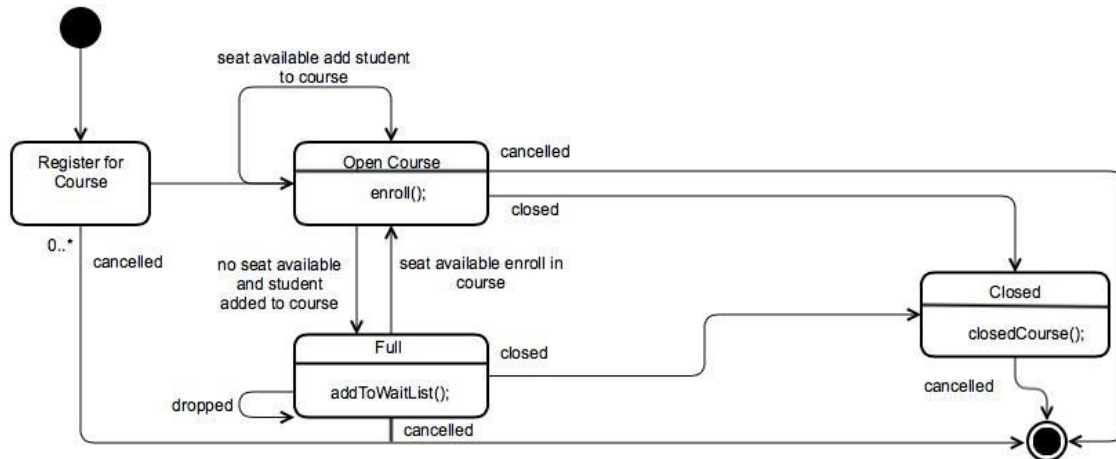 seat available add student
to course
Register for
Course
Open Course
enroll();
cancelled
closed
0..*
cancelled
no seat available
and student
added to course
seat available enroll in
course
Closed
closedCourse();
Full
addToWaitList();
closed
dropped
cancelled
cancelled